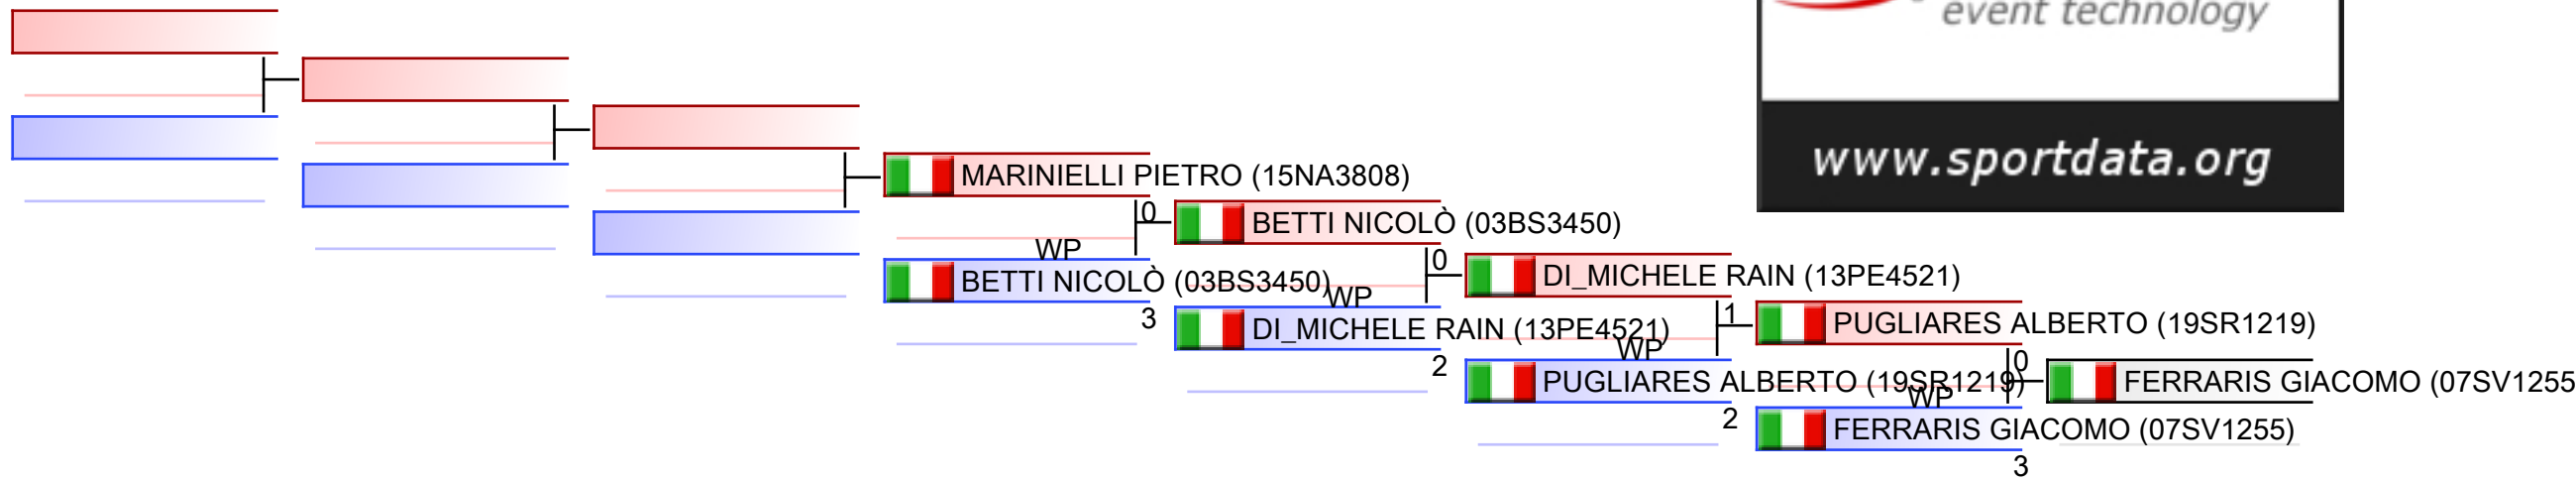 event technology
www.sportdata.org
MARINIELLI PIETRO (15NA3808)
0
BETTI NICOLÒ (03BS3450)
WP
BETTI NICOLÒ (03BS3450)
3
0
DI_MICHELE RAIN (13PE4521)
WP
DI_MICHELE RAIN (13PE4521)
2
1
PUGLIARES ALBERTO (19SR1219)
WP
PUGLIARES ALBERTO (19SR1219)
2
0
FERRARIS GIACOMO (07SV1255
WP
FERRARIS GIACOMO (07SV1255)
3